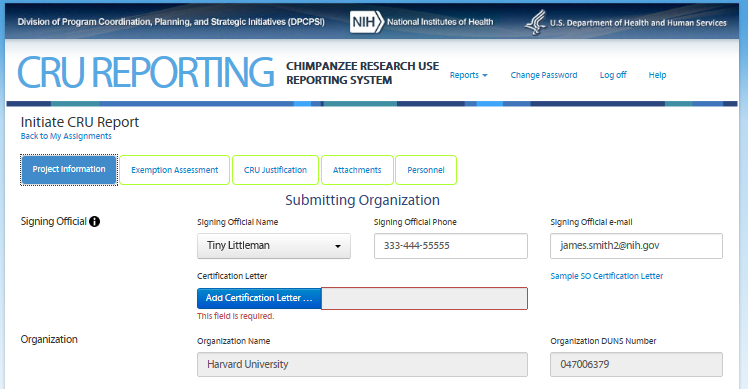 Division of Program Coordination, Planning, and Strategic Initiatives (DPCPSI) NIH National Institutes of Health U.S. Department of Health and Human Services
CRU REPORTING CHIMPANZEE RESEARCH USE
REPORTING SYSTEM
Reports Change Password Log off Help
Initiate CRU Report
Back to My Assignments
Project Information Exemption Assessment CRU Justification Attachments Personnel
Submitting Organization
Signing Official Signing Official Name Signing Official Phone Signing Official e-mail
Tiny Littleman 333-444-55555 james.smith2@nih.gov
Certification Letter Sample SO Certification Letter
Add Certification Letter ...
This field is required.
Organization Organization Name Organization DUNS Number
Harvard University 047006379